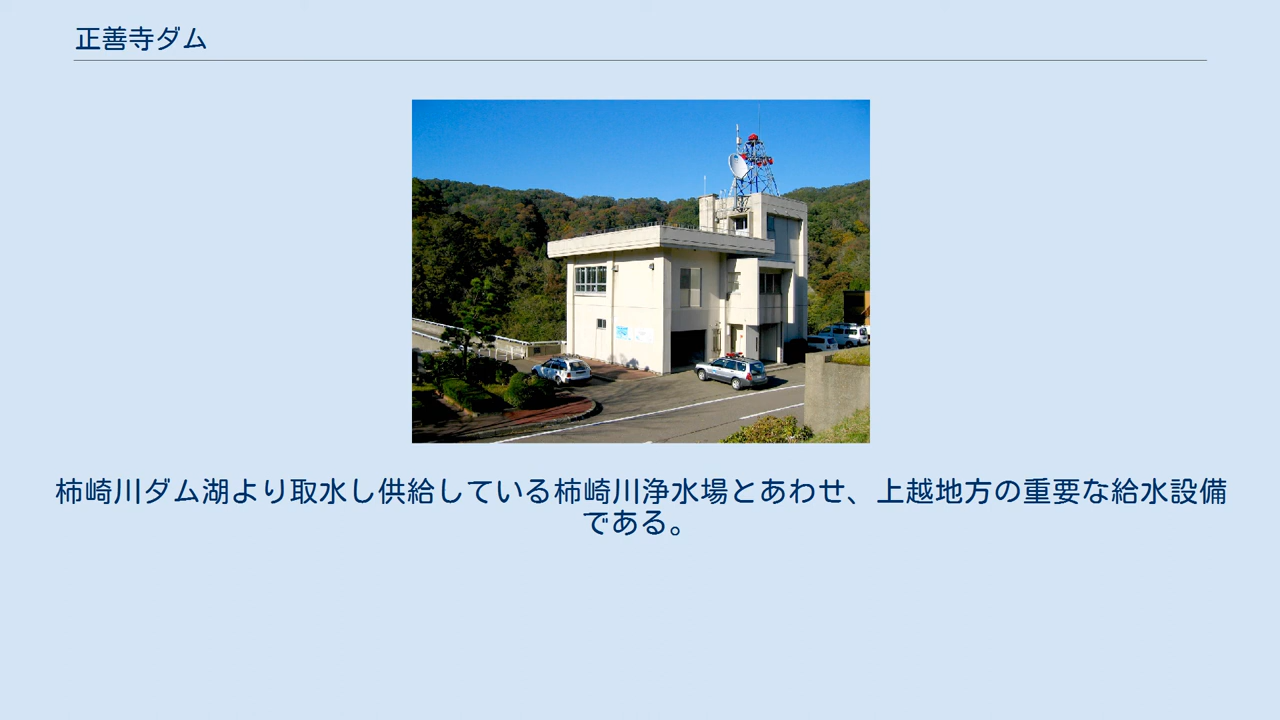 正善寺ダム
柿崎川ダム湖より取水し供給している柿崎川浄水場とあわせ、上越地方の重要な給水設備
である。